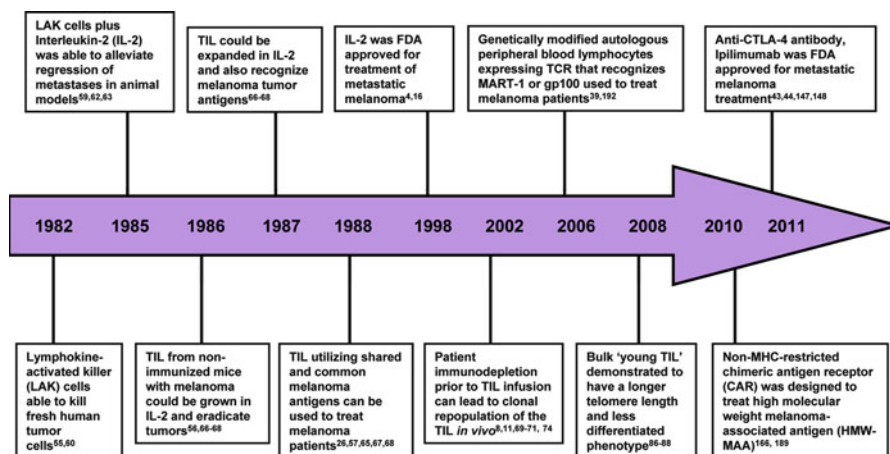 LAK cells plus
Interleukin-2 (IL-2)
was able to alleviate
regression of
metastases in animal
models59,62,63
TIL could be
expanded in IL-2
and also recognize
melanoma tumor
antigens66-68
IL-2 was FDA
approved for
treatment of
metastatic
melanoma4,16
Genetically modified autologous
peripheral blood lymphocytes
expressing TCR that recognizes
MART-1 or gp100 used to treat
melanoma patients39,192
Anti-CTLA-4 antibody,
Ipilimumab was FDA
approved for metastatic
melanoma
treatment43,44,147,148
1982 1985 1986 1987 1988 1998 2002 2006 2008 2010 2011
Lymphokine-
activated killer
(LAK) cells
able to kill
fresh human
tumor
cells55,60
TIL from non-
immunized mice
with melanoma
could be grown
in IL-2 and
eradicate
tumors56,66-68
TIL utilizing shared
and common
melanoma
antigens can be
used to treat
melanoma
patients26,57,65,67,68
Patient
immunodepletion
prior to TIL infusion
can lead to clonal
repopulation of the
TIL in vivo8,11,69-71, 74
Bulk ‘young TIL’
demonstrated to
have a longer
telomere length
and less
differentiated
phenotype86-88
Non-MHC-restricted
chimeric antigen receptor
(CAR) was designed to
treat high molecular
weight melanoma-
associated antigen (HMW-
MAA)166, 189